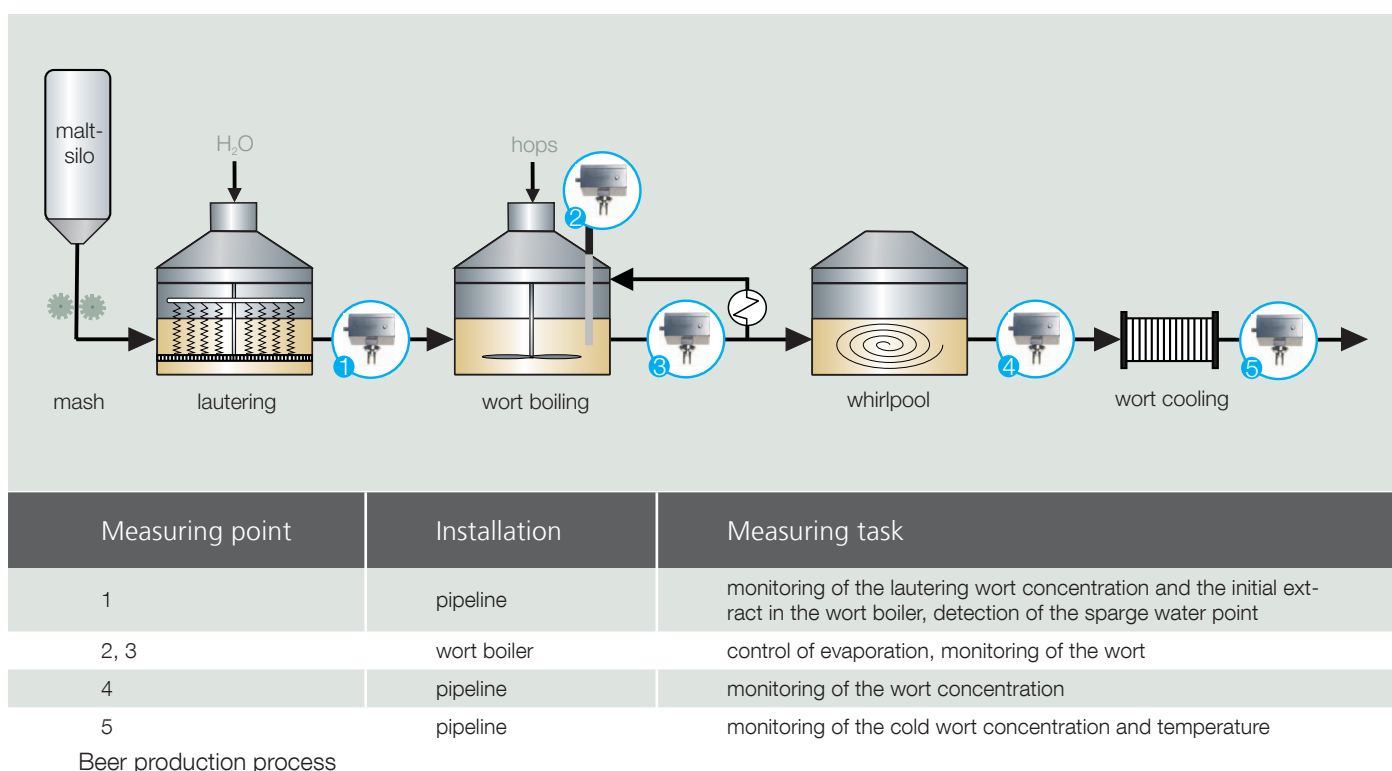 malt-
silo
H₂O
hops
2
1
3
4
5
mash
lautering
wort boiling
whirlpool
wort cooling
Measuring point Installation Measuring task
1 pipeline monitoring of the lautering wort concentration and the initial ext-
ract in the wort boiler, detection of the sparge water point
2, 3 wort boiler control of evaporation, monitoring of the wort
4 pipeline monitoring of the wort concentration
5 pipeline monitoring of the cold wort concentration and temperature
Beer production process